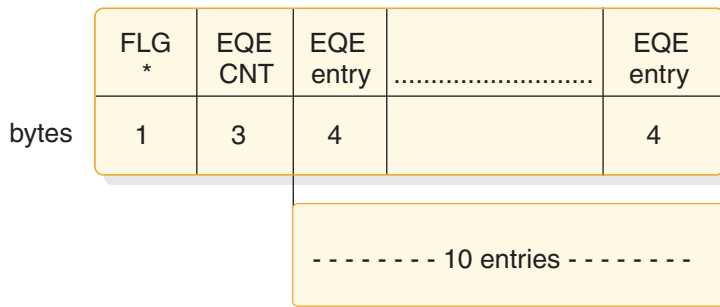 FLG
*
EQE
CNT
EQE
entry
...........................
EQE
entry
bytes
1
3
4
4
- - - - - - - - 10 entries - - - - - - - -